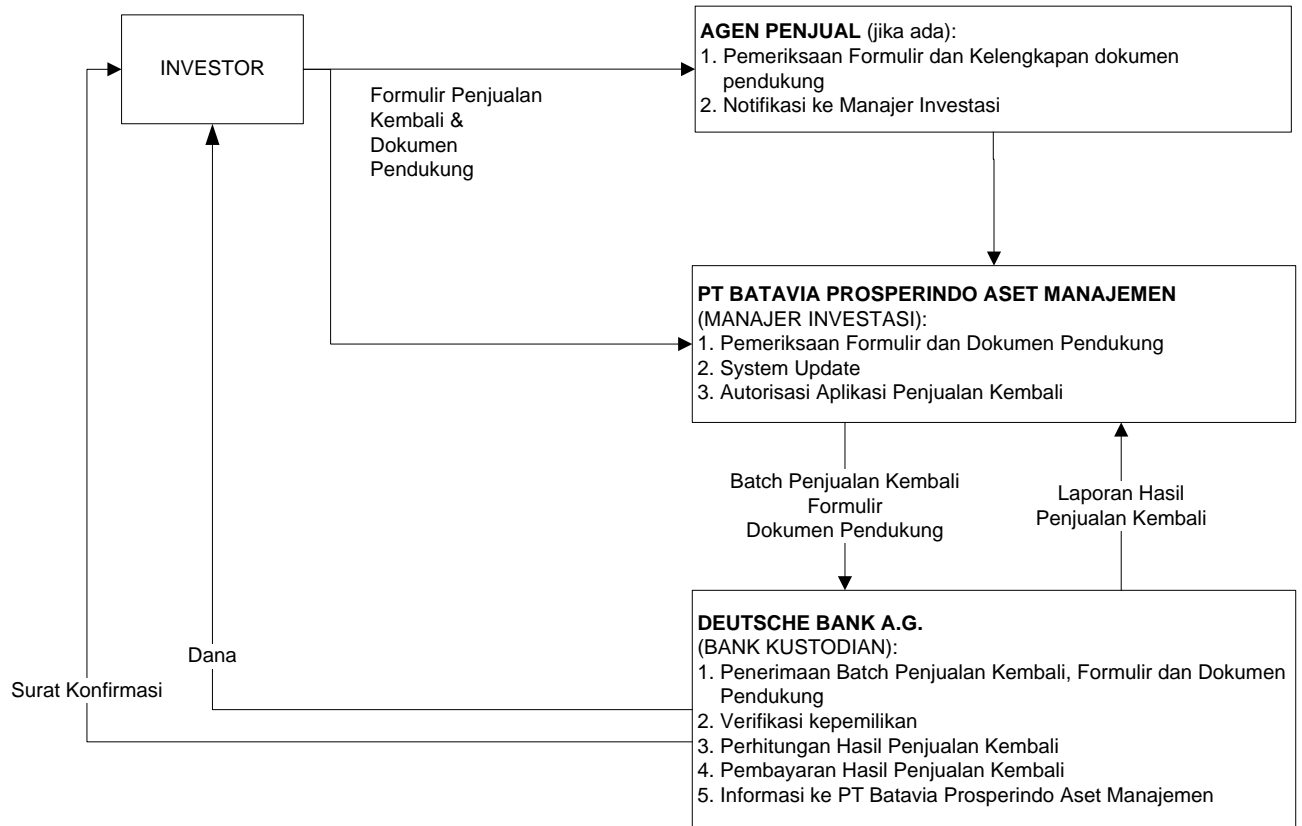 INVESTOR
Formulir Penjualan
Kembali &
Dokumen
Pendukung
AGEN PENJUAL (jika ada):
1. Pemeriksaan Formulir dan Kelengkapan dokumen
pendukung
2. Notifikasi ke Manajer Investasi
PT BATAVIA PROSPERINDO ASET MANAJEMEN
(MANAJER INVESTASI):
1. Pemeriksaan Formulir dan Dokumen Pendukung
2. System Update
3. Autorisasi Aplikasi Penjualan Kembali
Batch Penjualan Kembali
Formulir
Dokumen Pendukung
Laporan Hasil
Penjualan Kembali
DEUTSCHE BANK A.G.
(BANK KUSTODIAN):
1. Penerimaan Batch Penjualan Kembali, Formulir dan Dokumen
Pendukung
2. Verifikasi kepemilikan
3. Perhitungan Hasil Penjualan Kembali
4. Pembayaran Hasil Penjualan Kembali
5. Informasi ke PT Batavia Prosperindo Aset Manajemen
Dana
Surat Konfirmasi